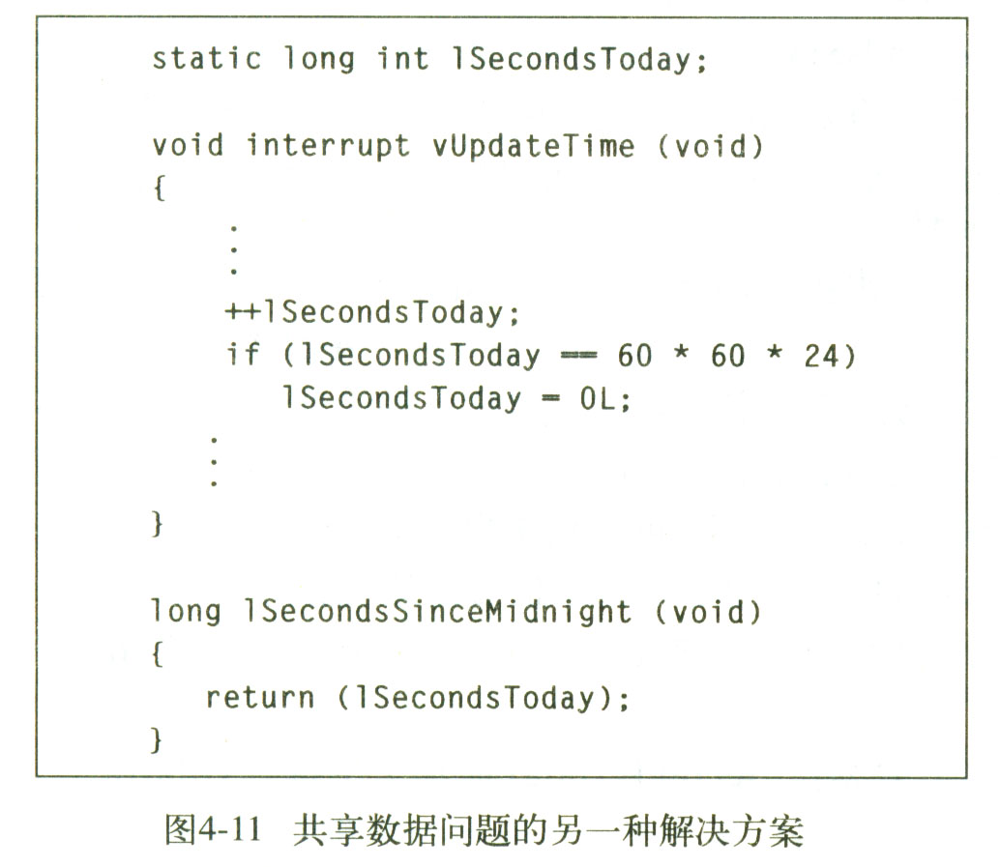 static long int lSecondsToday;
void interrupt vUpdateTime (void)
{
.
.
.
++lSecondsToday;
if (lSecondsToday == 60 * 60 * 24)
lSecondsToday = 0L;
.
.
.
}
long lSecondsSinceMidnight (void)
{
return (lSecondsToday);
}
图4-11 共享数据问题的另一种解决方案